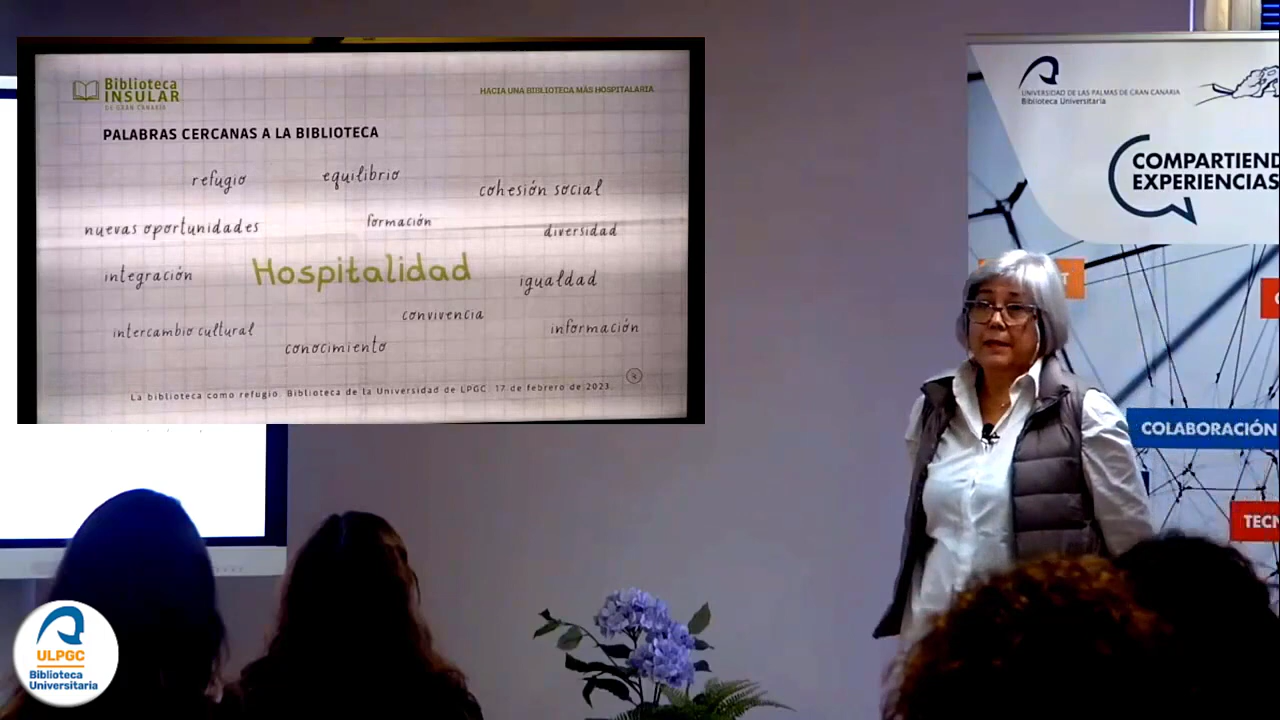 Biblioteca
INSULAR
DE GRAN CANARIA
HACIA UNA BIBLIOTECA MÁS HOSPITALARIA
PALABRAS CERCANAS A LA BIBLIOTECA
refugio
equilibrio
cohesión social
nuevas oportunidades
formación
diversidad
integración
Hospitalidad
igualdad
convivencia
intercambio cultural
información
conocimiento
La biblioteca como refugio. Biblioteca de la Universidad de LPGC. 17 de febrero de 2023.
UNIVERSIDAD DE LAS PALMAS DE GRAN CANARIA
Biblioteca Universitaria
COMPARTIEND
EXPERIENCIAS
COLABORACIÓN
TECN
ULPGC
Biblioteca
Universitaria